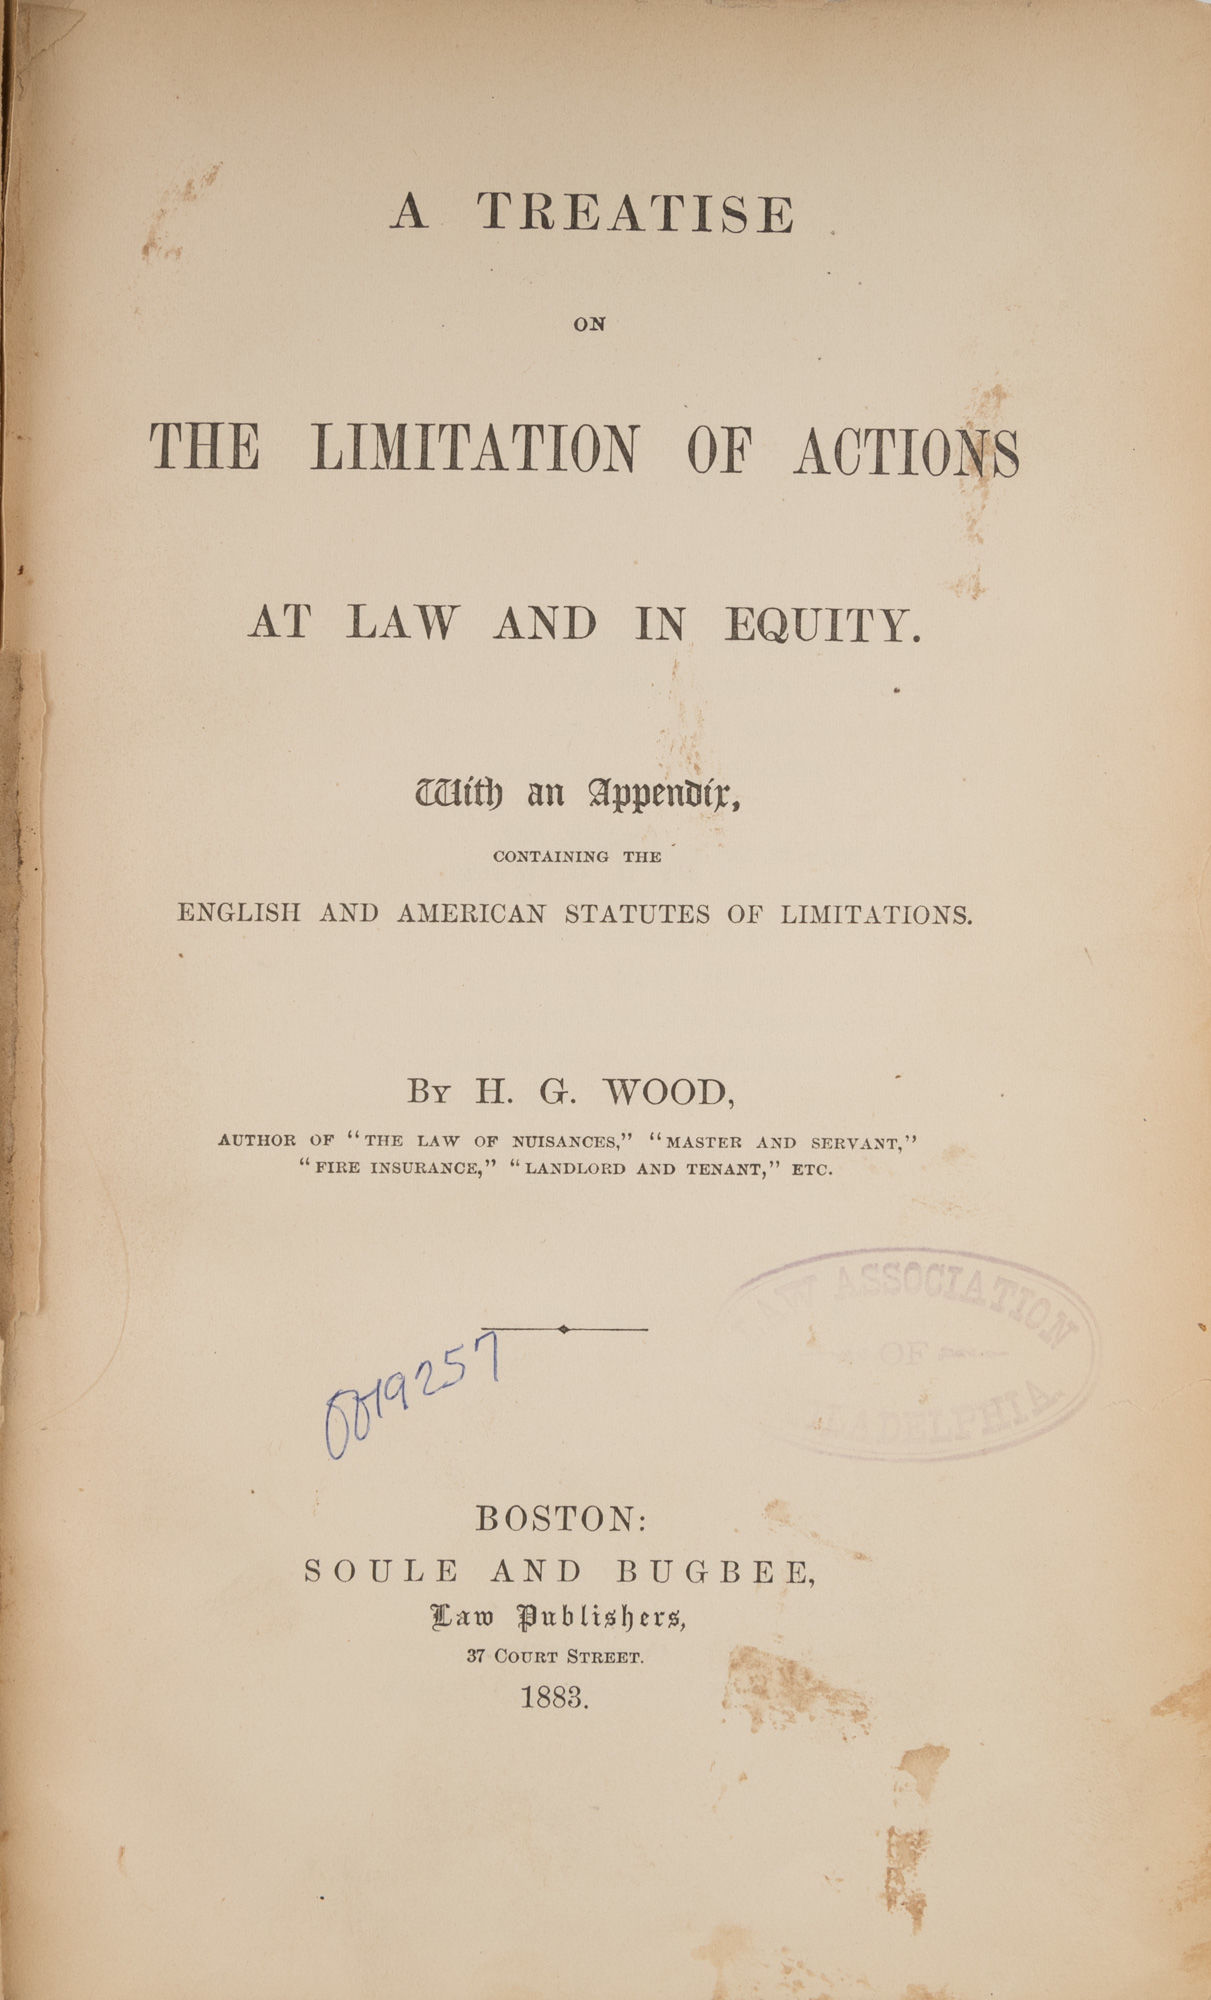 A TREATISE
ON
THE LIMITATION OF ACTIONS
AT LAW AND IN EQUITY.
With an Appendix,
CONTAINING THE
ENGLISH AND AMERICAN STATUTES OF LIMITATIONS.
BY H. G. WOOD,
AUTHOR OF “THE LAW OF NUISANCES,” “MASTER AND SERVANT,”
“FIRE INSURANCE,” “LANDLORD AND TENANT,” ETC.
LAW ASSOCIATION
OF
PHILADELPHIA
BOSTON:
SOULE AND BUGBEE,
Law Publishers,
37 COURT STREET.
1883.